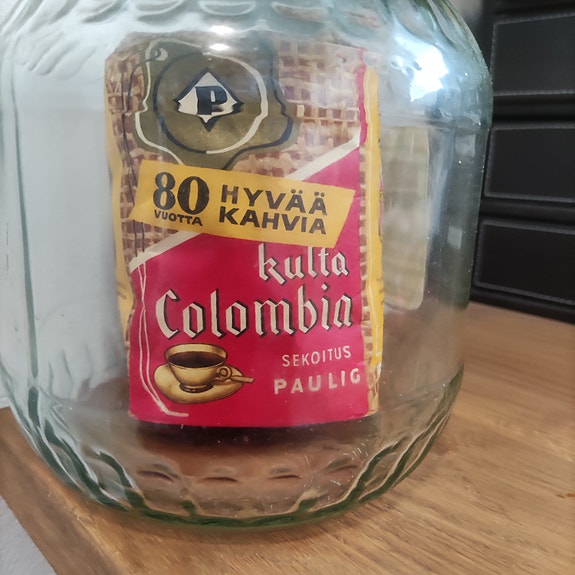 P
80 HYVÄÄ
VUOTTA KAHVIA
kulta
Colombia
SEKOITUS
PAULIG